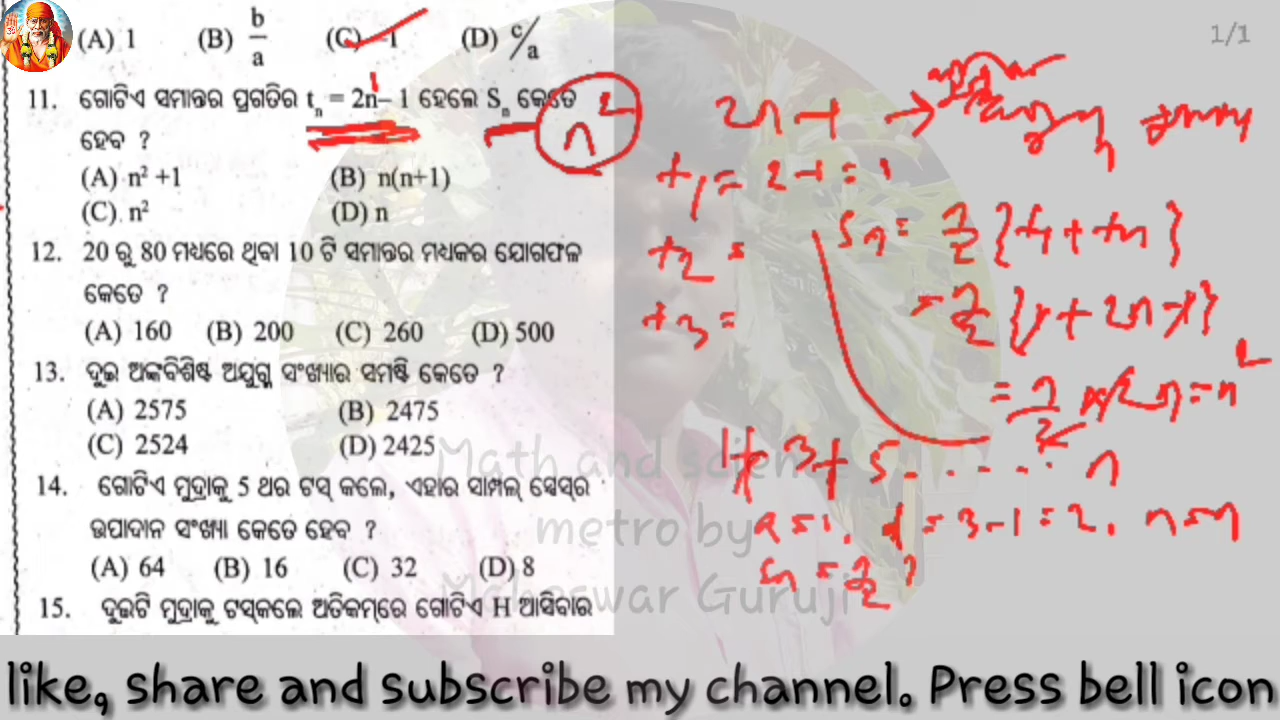 (A) 1 (B) b/a (C) -1 (D) c/a
1/1
11. ଗୋଟିଏ ସମାନ୍ତର ପ୍ରଗତିର tₙ = 2n– 1 ହେଲେ Sₙ କେତେ
ହେବ ?
(A) n² +1 (B) n(n+1)
(C) n² (D) n
12. 20 ରୁ 80 ମଧ୍ୟରେ ଥିବା 10 ଟି ସମାନ୍ତର ମଧ୍ୟକର ଯୋଗଫଳ
କେତେ ?
(A) 160 (B) 200 (C) 260 (D) 500
13. ଦୁଇ ଅଙ୍କବିଶିଷ୍ଟ ଅଯୁଗ୍ମ ସଂଖ୍ୟାର ସମଷ୍ଟି କେତେ ?
(A) 2575 (B) 2475
(C) 2524 (D) 2425
14. ଗୋଟିଏ ମୁଦ୍ରାକୁ 5 ଥର ଟସ୍ କଲେ, ଏହାର ସାମ୍ପଲ୍ ସ୍ପେସ୍‌ର
ଉପାଦାନ ସଂଖ୍ୟା କେତେ ହେବ ?
(A) 64 (B) 16 (C) 32 (D) 8
15. ଦୁଇଟି ମୁଦ୍ରାକୁ ଟସ୍‌କଲେ ଅତିକମ୍‌ରେ ଗୋଟିଏ H ଆସିବାର
n²
2n-1 →
t₁ = 2-1 = 1
t₂ = Sₙ = n/2 {t₁ + tₙ}
t₃ = = n/2 {1 + 2n - 1}
= n/2 × 2n = n²
1 + 3 + 5 ...... n
a = 1, d = 3-1 = 2, n = n
Sₙ = n/2 {
Math and science
metro by
Maheswar Guruji
like, share and subscribe my channel. Press bell icon